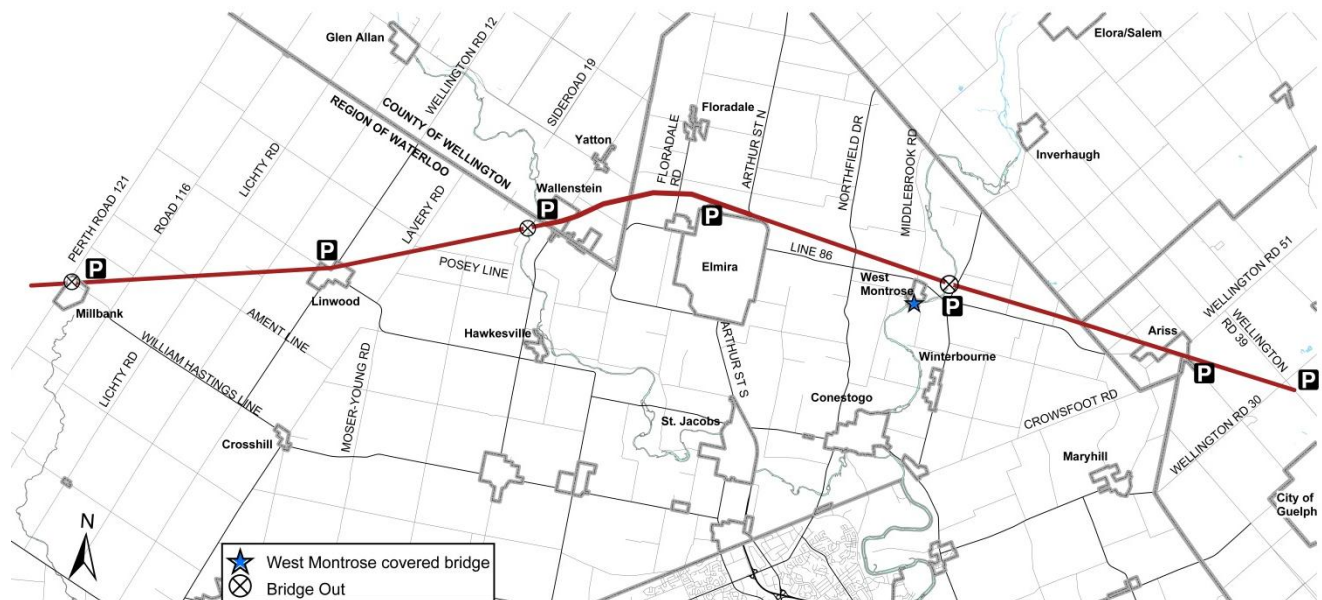 Glen Allan
WELLINGTON RD 12
SIDEROAD 19
Elora/Salem
Floradale
COUNTY OF WELLINGTON
REGION OF WATERLOO
Yatton
FLORADALE
RD
ARTHUR ST N
NORTHFIELD DR
MIDDLEBROOK RD
Inverhaugh
PERTH ROAD 121
ROAD 116
LICHTY RD
LAVERY RD
Wallenstein
P
P
P
P
POSEY LINE
Elmira
LINE 86
West
Montrose
WELLINGTON RD 51
Millbank
Linwood
P
WELLINGTON
RD 39
Ariss
AMENT LINE
Hawkesville
ARTHUR ST S
Winterbourne
P
P
WILLIAM HASTINGS LINE
LICHTY RD
MOSER-YOUNG RD
Conestogo
CROWSFOOT RD
WELLINGTON RD 30
St. Jacobs
Crosshill
Maryhill
City of
Guelph
N
West Montrose covered bridge
Bridge Out